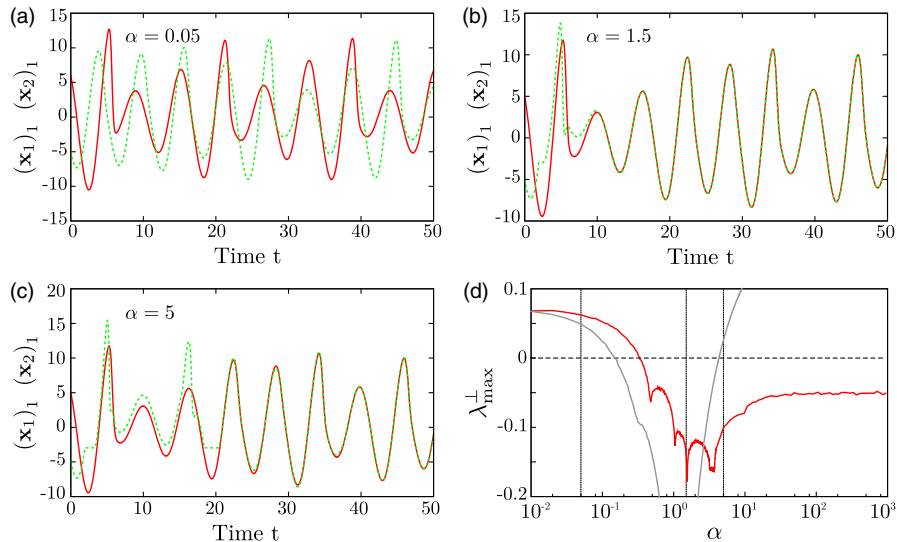 (a) α = 0.05
15
10
5
0
-5
-10
-15
0 10 20 30 40 50
Time t
(x₁)₁ (x₂)₁
(b) α = 1.5
15
10
5
0
-5
-10
0 10 20 30 40 50
Time t
(x₁)₁ (x₂)₁
(c) α = 5
20
15
10
5
0
-5
-10
0 10 20 30 40 50
Time t
(x₁)₁ (x₂)₁
(d)
0.1
0
-0.1
-0.2
10⁻² 10⁻¹ 10⁰ 10¹ 10² 10³
α
λ⊥max